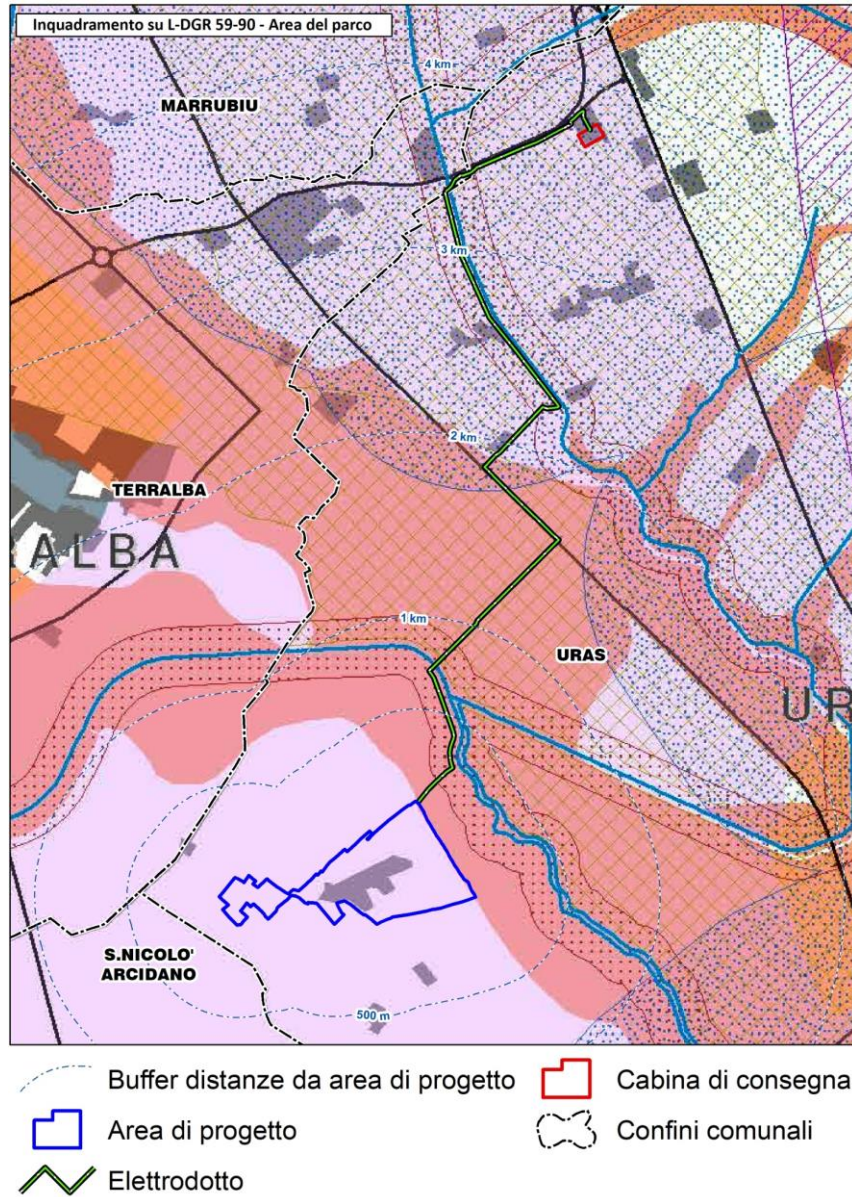 Inquadramento su L-DGR 59-90 - Area del parco
4 km
MARRUBIU
3 km
2 km
TERRALBA
ALBA
1 km
URAS
UR
S.NICOLO'
ARCIDANO
500 m
Buffer distanze da area di progetto
Cabina di consegna
Area di progetto
Confini comunali
Elettrodotto